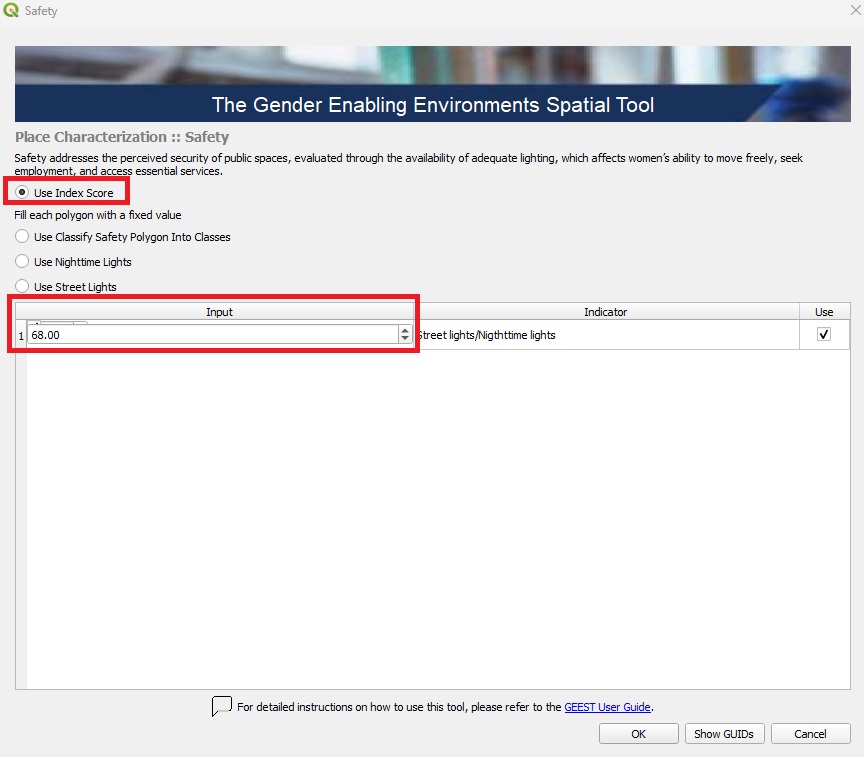 Safety
The Gender Enabling Environments Spatial Tool
Place Characterization :: Safety
Safety addresses the perceived security of public spaces, evaluated through the availability of adequate lighting, which affects women’s ability to move freely, seek
employment, and access essential services.
Use Index Score
Fill each polygon with a fixed value
Use Classify Safety Polygon Into Classes
Use Nighttime Lights
Use Street Lights
Input Indicator Use
1 68.00 Street lights/Nigthttime lights
For detailed instructions on how to use this tool, please refer to the GEEST User Guide.
OK Show GUIDs Cancel